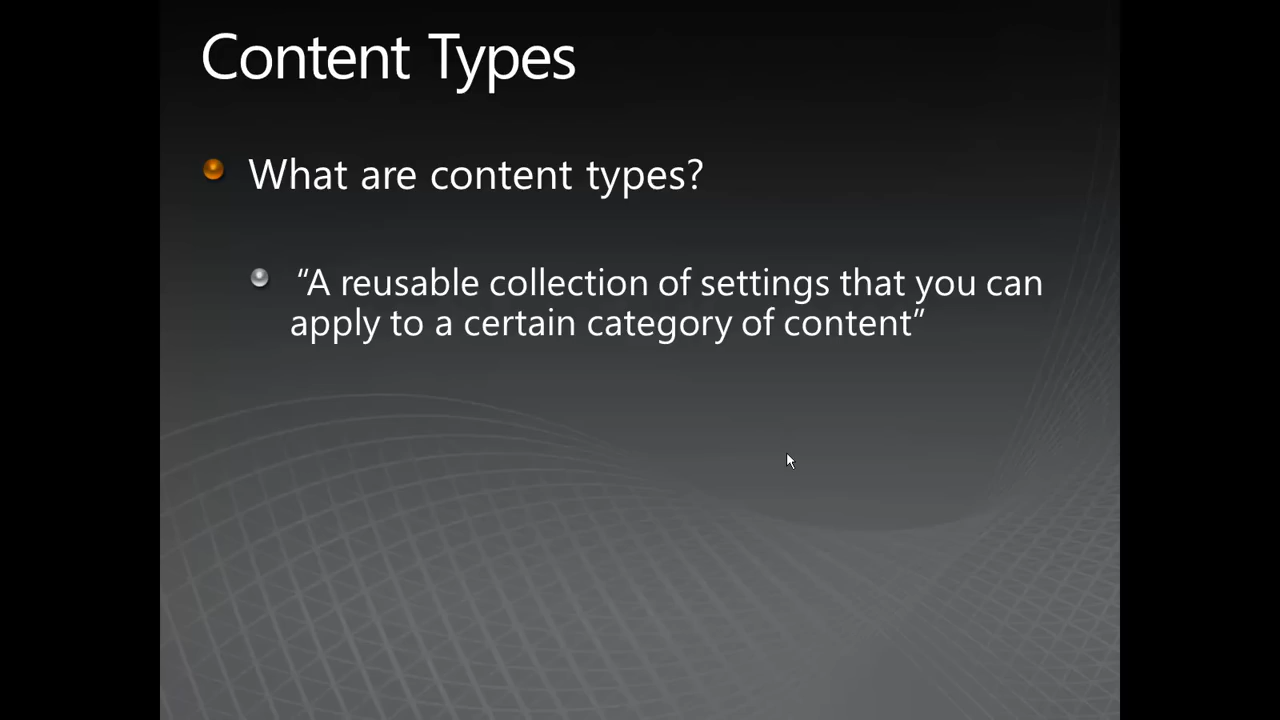 Content Types
What are content types?
“A reusable collection of settings that you can
apply to a certain category of content”